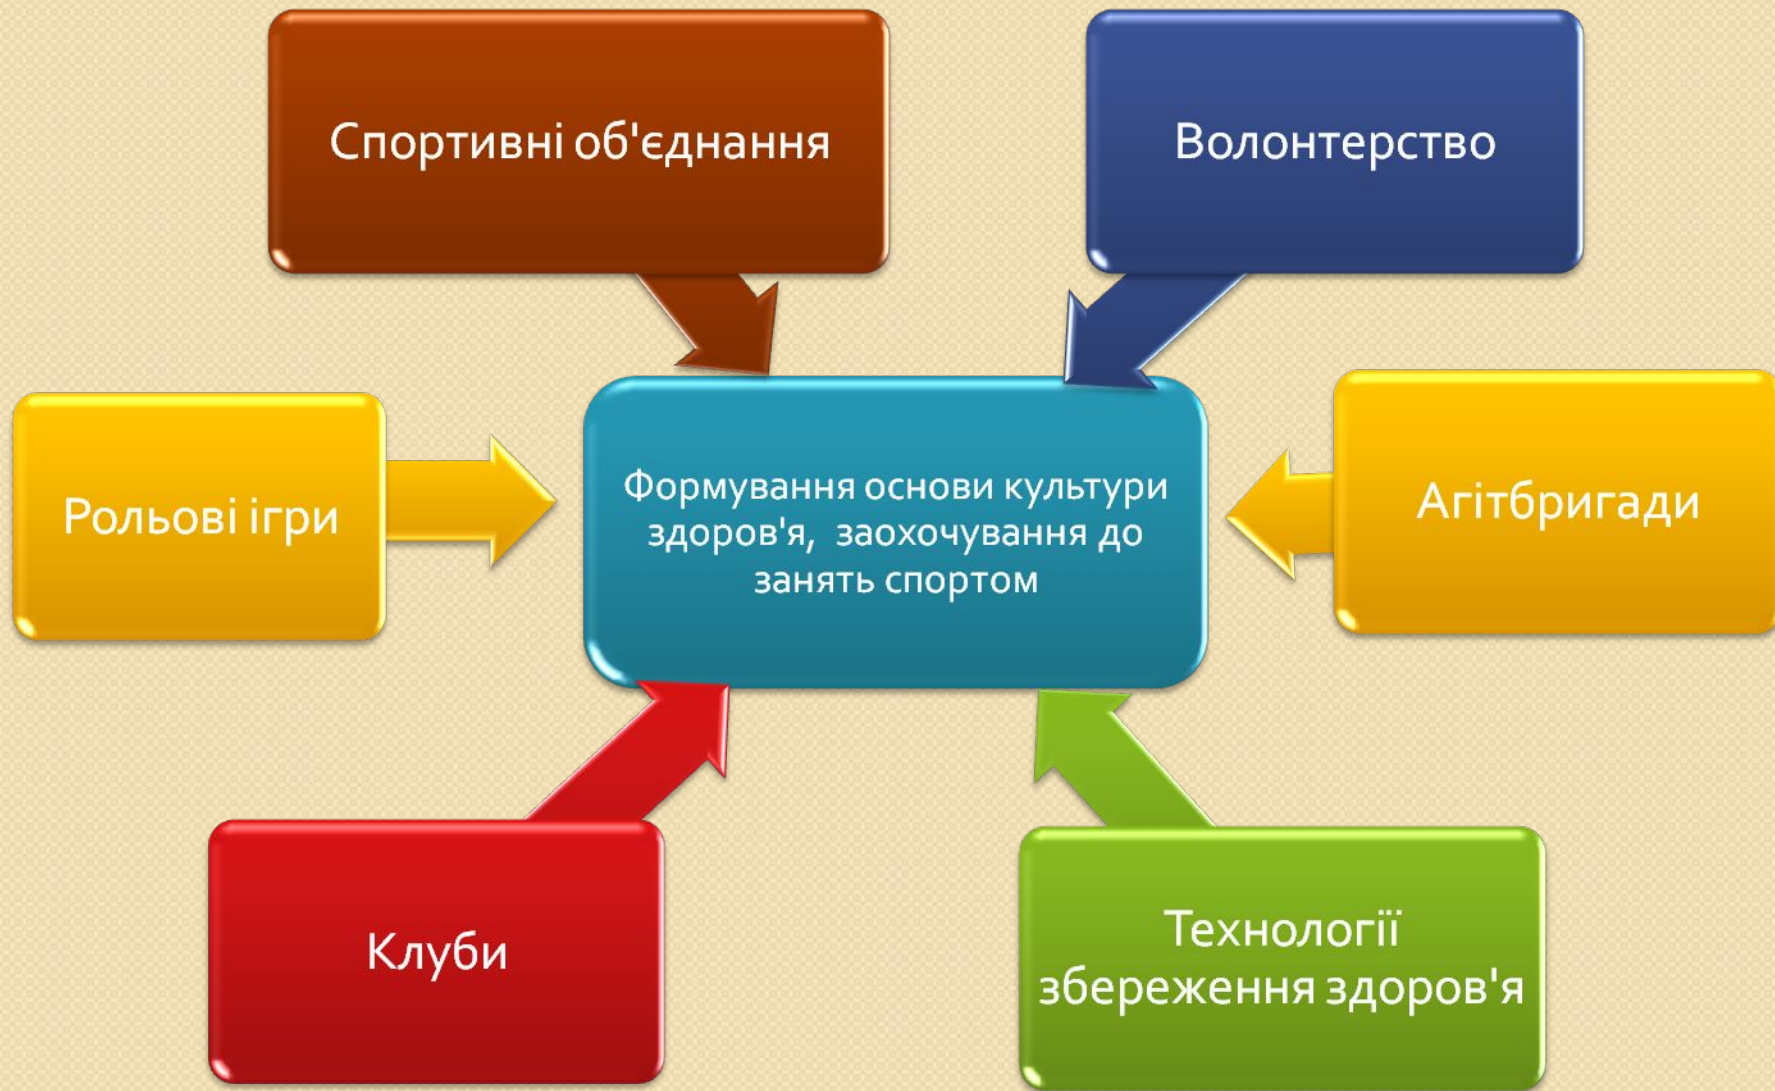 Спортивні об'єднання
Волонтерство
Рольові ігри
Формування основи культури
здоров'я, заохочування до
занять спортом
Агітбригади
Клуби
Технології
збереження здоров'я